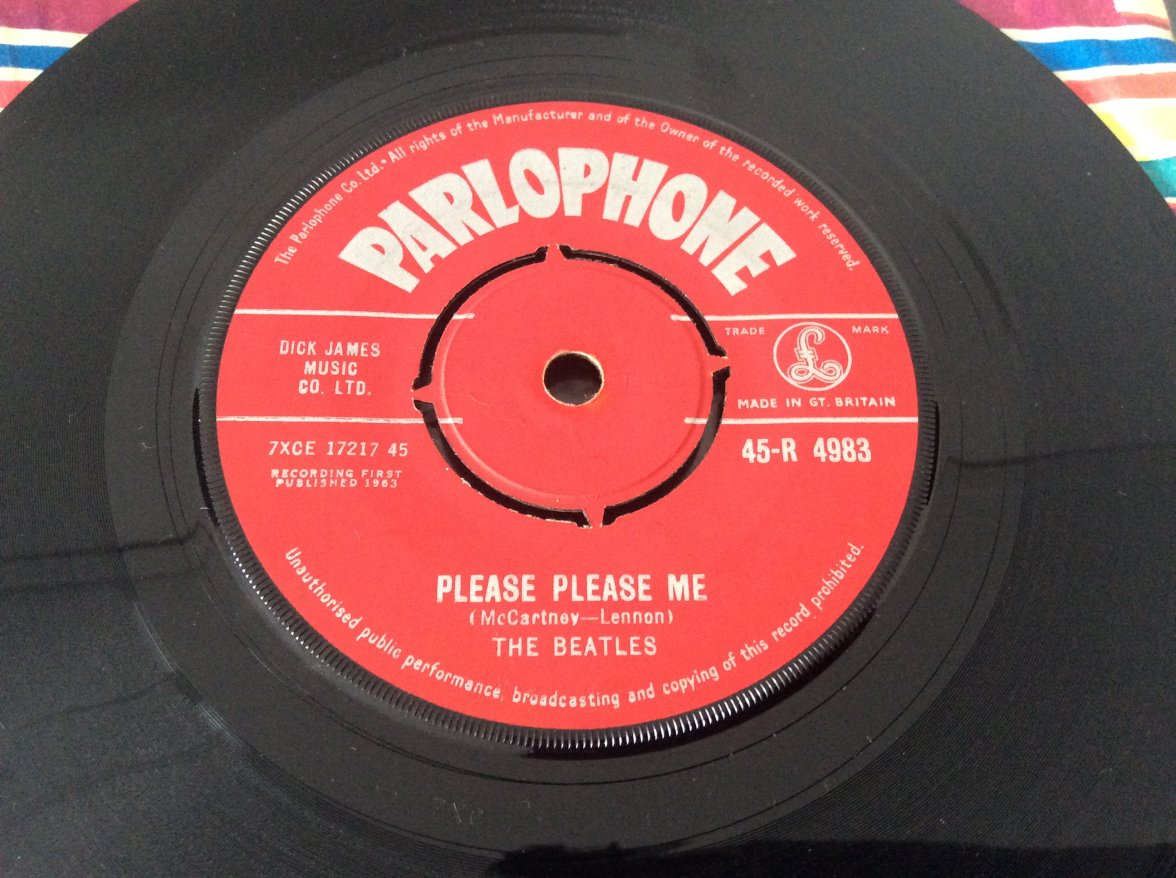 The Parlophone Co. Ltd. • All rights of the Manufacturer and of the Owner of the recorded work reserved.
PARLOPHONE
DICK JAMES
MUSIC
CO. LTD.
TRADE MARK
£
MADE IN GT. BRITAIN
7XCE 17217 45
RECORDING FIRST
PUBLISHED 1963
45-R 4983
PLEASE PLEASE ME
(McCartney—Lennon)
THE BEATLES
Unauthorised public performance, broadcasting and copying of this record prohibited.
7XC